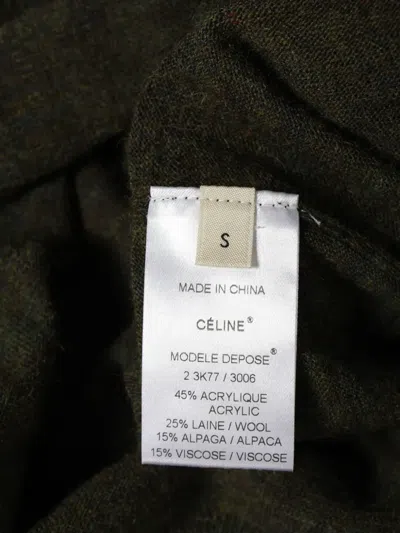 S
MADE IN CHINA
CÉLINE®
MODELE DEPOSE®
2 3K77 / 3006
45% ACRYLIQUE
ACRYLIC
25% LAINE / WOOL
15% ALPAGA / ALPACA
15% VISCOSE / VISCOSE